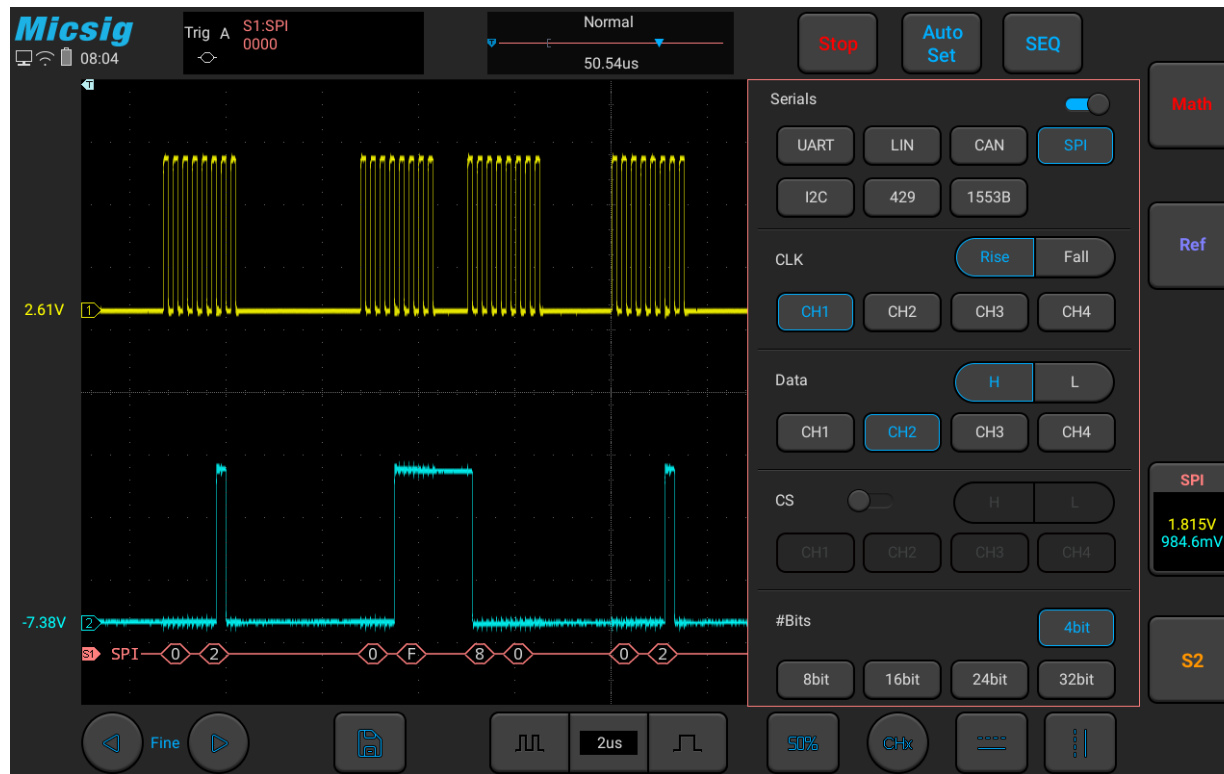 Micsig
08:04
Trig A S1:SPI
0000
Normal
50.54us
Stop
Auto
Set
SEQ
T
2.61V
1
-7.38V
2
S1 SPI 0 2 0 F 8 0 0 2
Serials
UART LIN CAN SPI
I2C 429 1553B
CLK Rise Fall
CH1 CH2 CH3 CH4
Data H L
CH1 CH2 CH3 CH4
CS H L
CH1 CH2 CH3 CH4
#Bits 4bit
8bit 16bit 24bit 32bit
Math
Ref
SPI
1.815V
984.6mV
S2
Fine
2us
50%
CHx